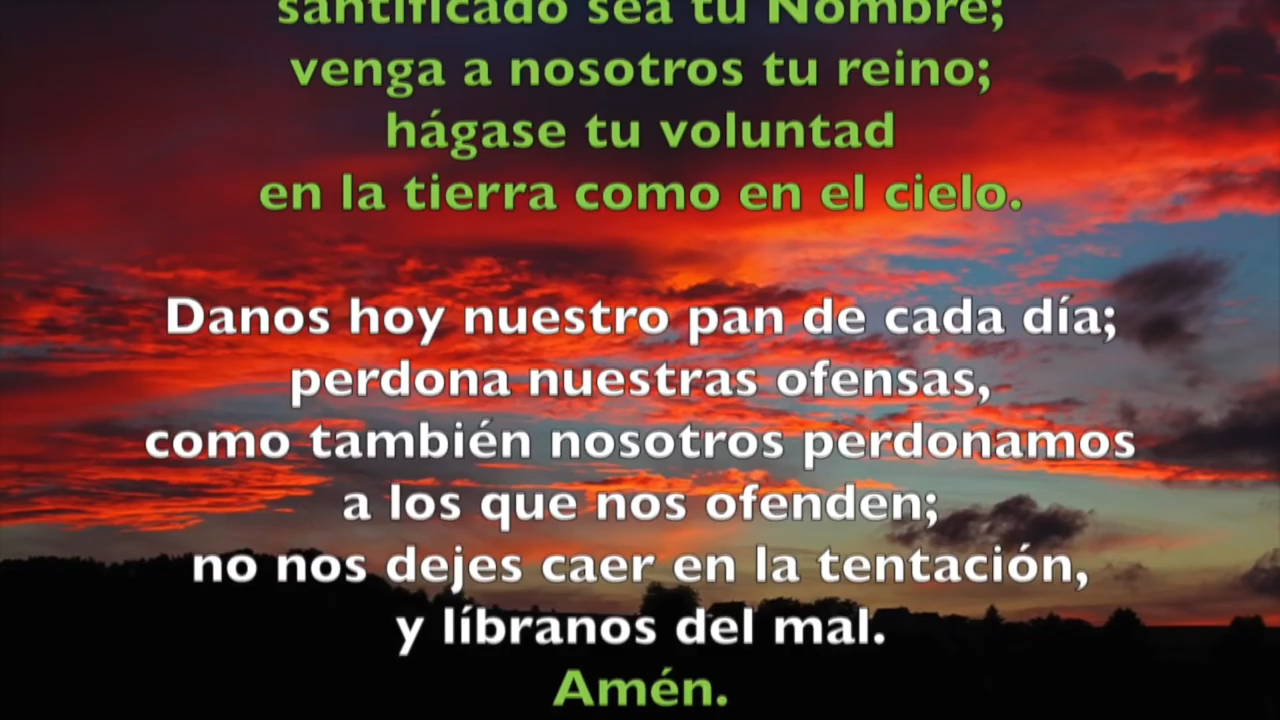 santificado sea tu Nombre;
venga a nosotros tu reino;
hágase tu voluntad
en la tierra como en el cielo.
Danos hoy nuestro pan de cada día;
perdona nuestras ofensas,
como también nosotros perdonamos
a los que nos ofenden;
no nos dejes caer en la tentación,
y líbranos del mal.
Amén.